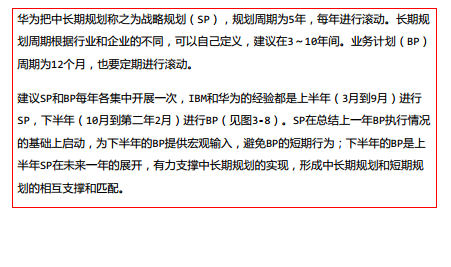 华为把中长期规划称之为战略规划（SP），规划周期为5年，每年进行滚动。长期规
划周期根据行业和企业的不同，可以自己定义，建议在3～10年间。业务计划（BP）
周期为12个月，也要定期进行滚动。
建议SP和BP每年各集中开展一次，IBM和华为的经验都是上半年（3月到9月）进行
SP，下半年（10月到第二年2月）进行BP（见图3-8）。SP在总结上一年BP执行情况
的基础上启动，为下半年的BP提供宏观输入，避免BP的短期行为；下半年的BP是上
半年SP在未来一年的展开，有力支撑中长期规划的实现，形成中长期规划和短期规
划的相互支撑和匹配。